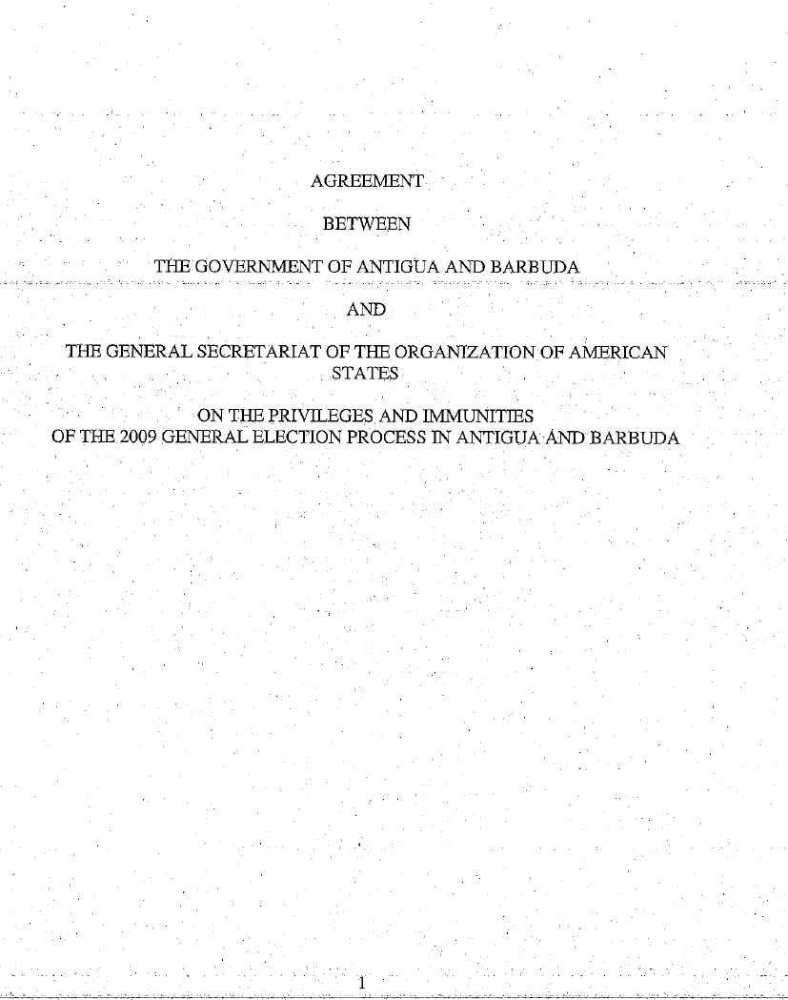 AGREEMENT
BETWEEN
THE GOVERNMENT OF ANTIGUA AND BARBUDA
AND
THE GENERAL SECRETARIAT OF THE ORGANIZATION OF AMERICAN
STATES
ON THE PRIVILEGES AND IMMUNITIES
OF THE 2009 GENERAL ELECTION PROCESS IN ANTIGUA AND BARBUDA
1